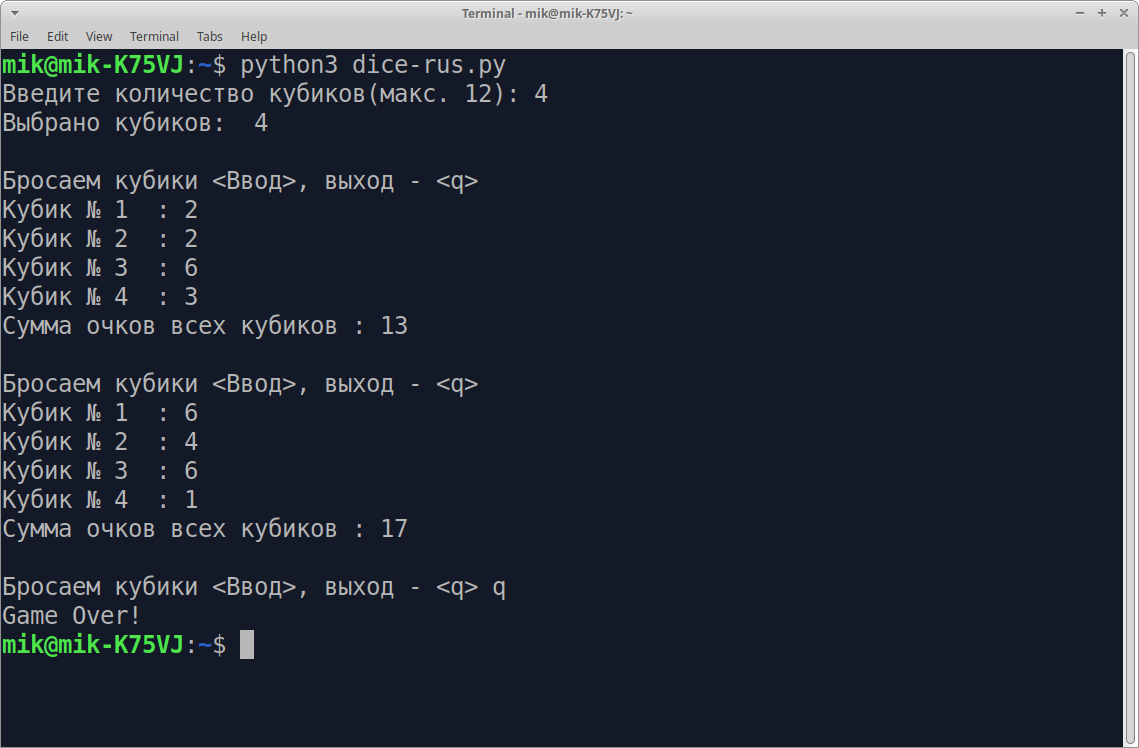 Terminal - mik@mik-K75VJ: ~
File Edit View Terminal Tabs Help
mik@mik-K75VJ:~$ python3 dice-rus.py
Введите количество кубиков(макс. 12): 4
Выбрано кубиков:  4
Бросаем кубики <Ввод>, выход - <q>
Кубик № 1  : 2
Кубик № 2  : 2
Кубик № 3  : 6
Кубик № 4  : 3
Сумма очков всех кубиков : 13
Бросаем кубики <Ввод>, выход - <q>
Кубик № 1  : 6
Кубик № 2  : 4
Кубик № 3  : 6
Кубик № 4  : 1
Сумма очков всех кубиков : 17
Бросаем кубики <Ввод>, выход - <q> q
Game Over!
mik@mik-K75VJ:~$